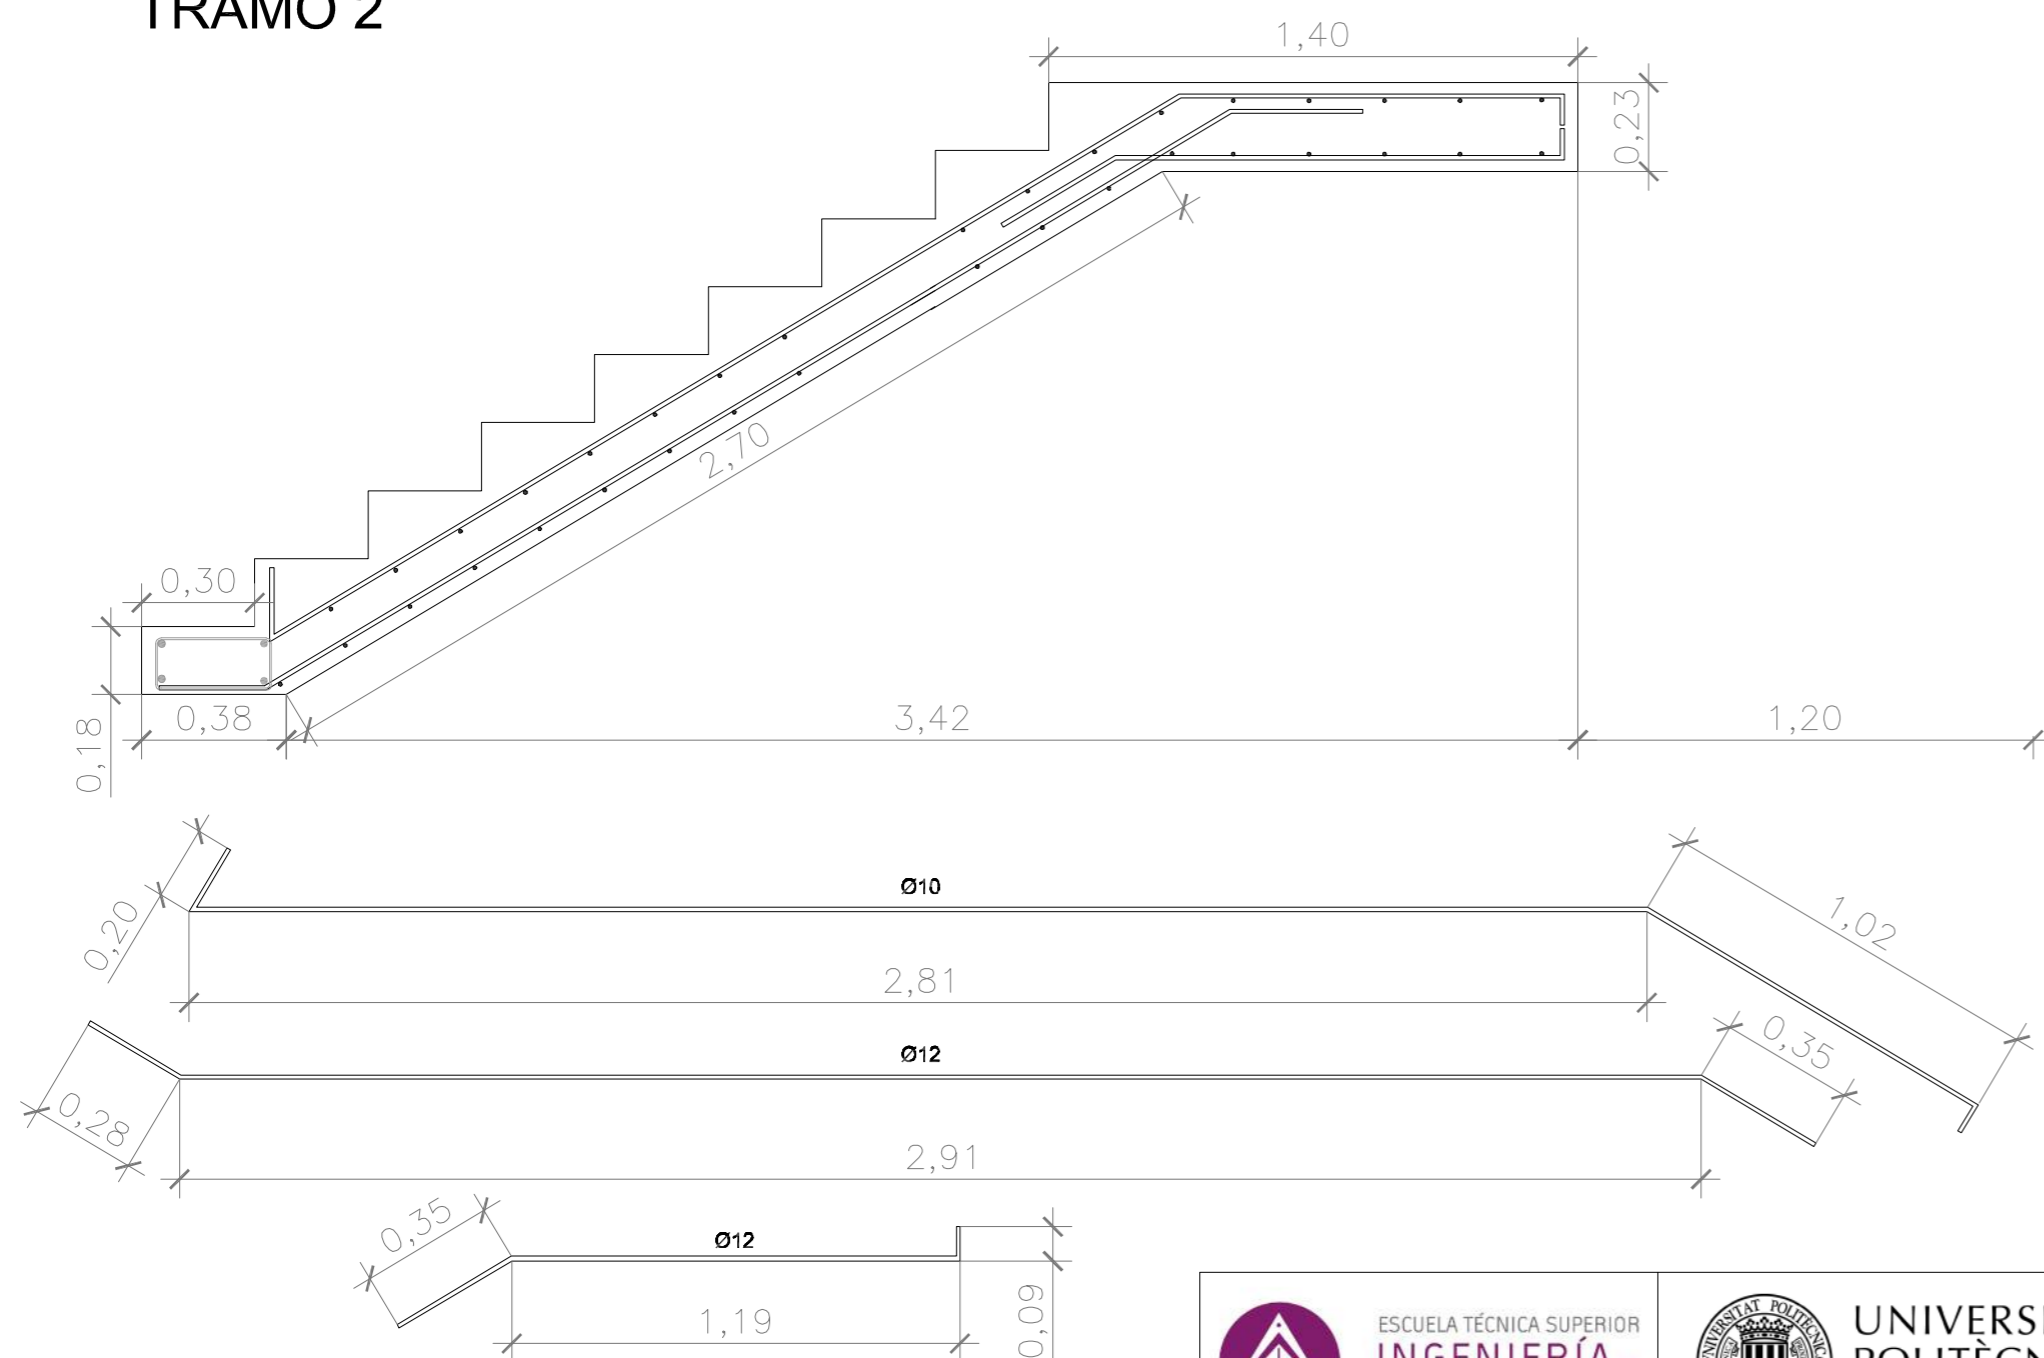 TRAMO 2
1,40
0,23
2,70
0,30
0,18
0,38
3,42
1,20
Ø10
0,20
2,81
1,02
Ø12
0,28
2,91
0,35
0,35
Ø12
1,19
0,09
ESCUELA TÉCNICA SUPERIOR
INGENIERÍA
UNIVERSI
POLITÈCN